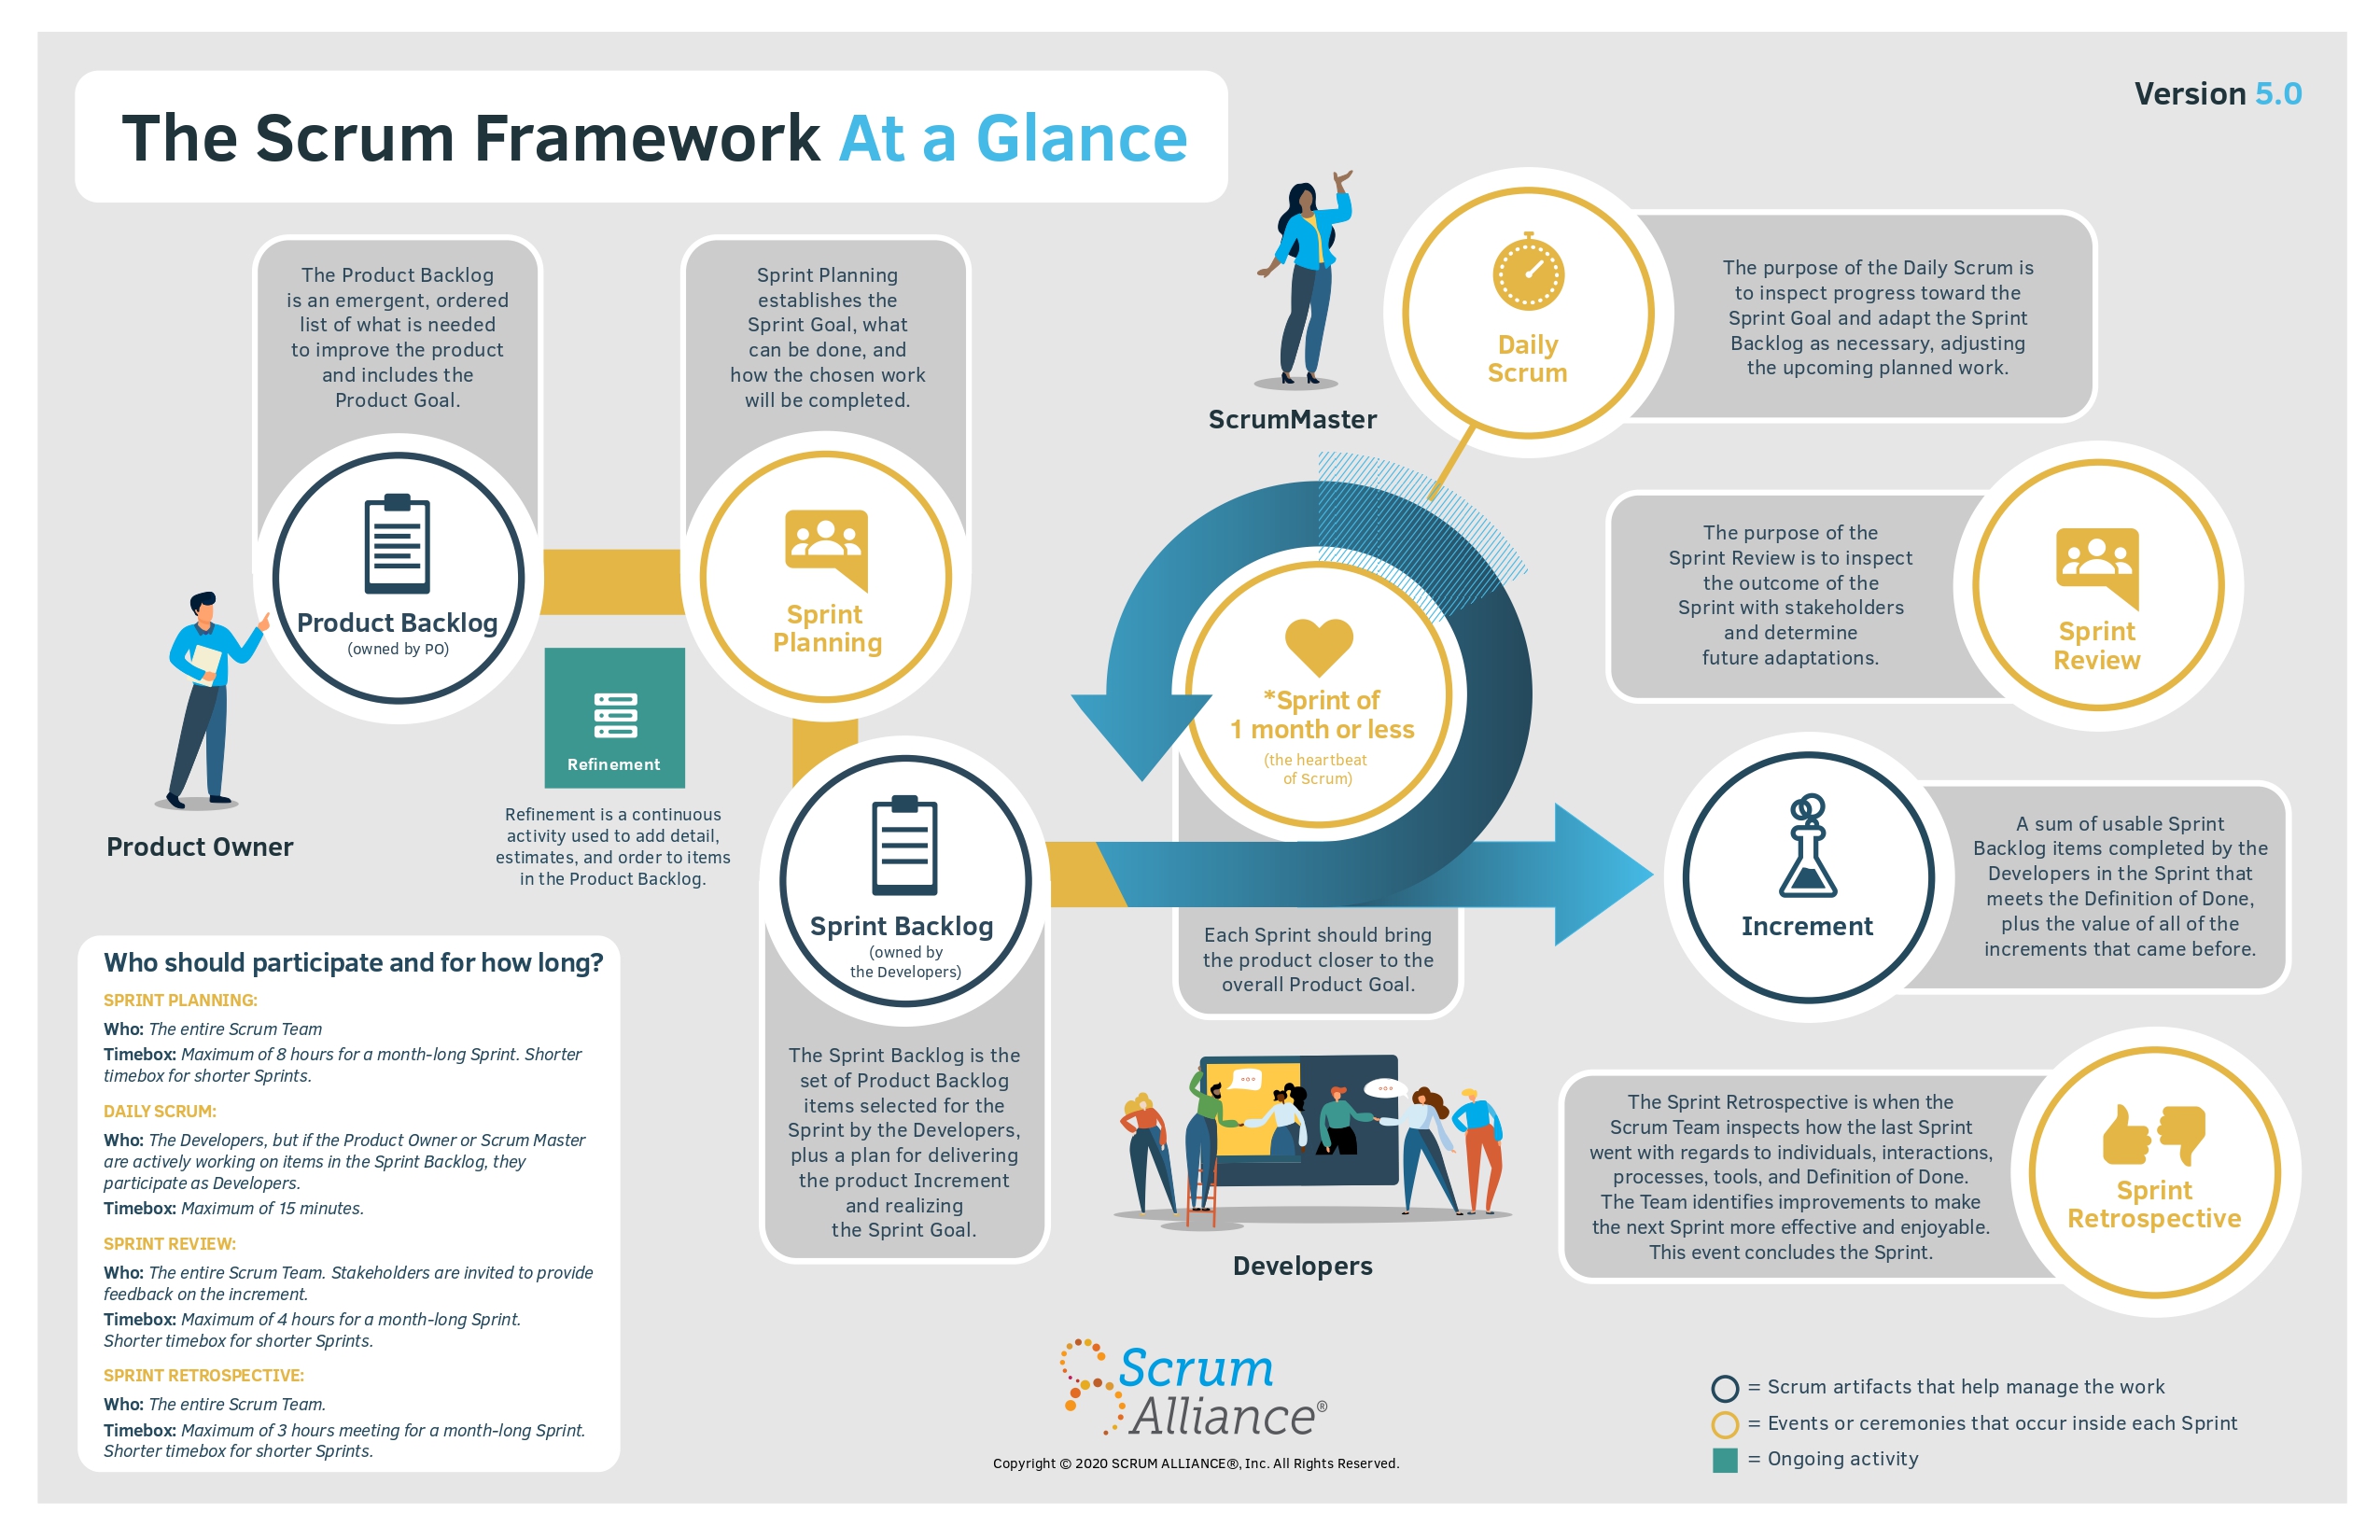 The Scrum Framework At a Glance
Version 5.0
The Product Backlog
is an emergent, ordered
list of what is needed
to improve the product
and includes the
Product Goal.
Product Backlog
(owned by PO)
Product Owner
Sprint Planning
establishes the
Sprint Goal, what
can be done, and
how the chosen work
will be completed.
Sprint
Planning
Refinement
Refinement is a continuous
activity used to add detail,
estimates, and order to items
in the Product Backlog.
Sprint Backlog
(owned by
the Developers)
The Sprint Backlog is the
set of Product Backlog
items selected for the
Sprint by the Developers,
plus a plan for delivering
the product Increment
and realizing
the Sprint Goal.
ScrumMaster
Daily
Scrum
The purpose of the Daily Scrum is
to inspect progress toward the
Sprint Goal and adapt the Sprint
Backlog as necessary, adjusting
the upcoming planned work.
*Sprint of
1 month or less
(the heartbeat
of Scrum)
Each Sprint should bring
the product closer to the
overall Product Goal.
Developers
The purpose of the
Sprint Review is to inspect
the outcome of the
Sprint with stakeholders
and determine
future adaptations.
Sprint
Review
Increment
A sum of usable Sprint
Backlog items completed by the
Developers in the Sprint that
meets the Definition of Done,
plus the value of all of the
increments that came before.
The Sprint Retrospective is when the
Scrum Team inspects how the last Sprint
went with regards to individuals, interactions,
processes, tools, and Definition of Done.
The Team identifies improvements to make
the next Sprint more effective and enjoyable.
This event concludes the Sprint.
Sprint
Retrospective
Who should participate and for how long?
SPRINT PLANNING:
Who: The entire Scrum Team
Timebox: Maximum of 8 hours for a month-long Sprint. Shorter
timebox for shorter Sprints.
DAILY SCRUM:
Who: The Developers, but if the Product Owner or Scrum Master
are actively working on items in the Sprint Backlog, they
participate as Developers.
Timebox: Maximum of 15 minutes.
SPRINT REVIEW:
Who: The entire Scrum Team. Stakeholders are invited to provide
feedback on the increment.
Timebox: Maximum of 4 hours for a month-long Sprint.
Shorter timebox for shorter Sprints.
SPRINT RETROSPECTIVE:
Who: The entire Scrum Team.
Timebox: Maximum of 3 hours meeting for a month-long Sprint.
Shorter timebox for shorter Sprints.
Scrum
Alliance®
Copyright © 2020 SCRUM ALLIANCE®, Inc. All Rights Reserved.
= Scrum artifacts that help manage the work
= Events or ceremonies that occur inside each Sprint
= Ongoing activity